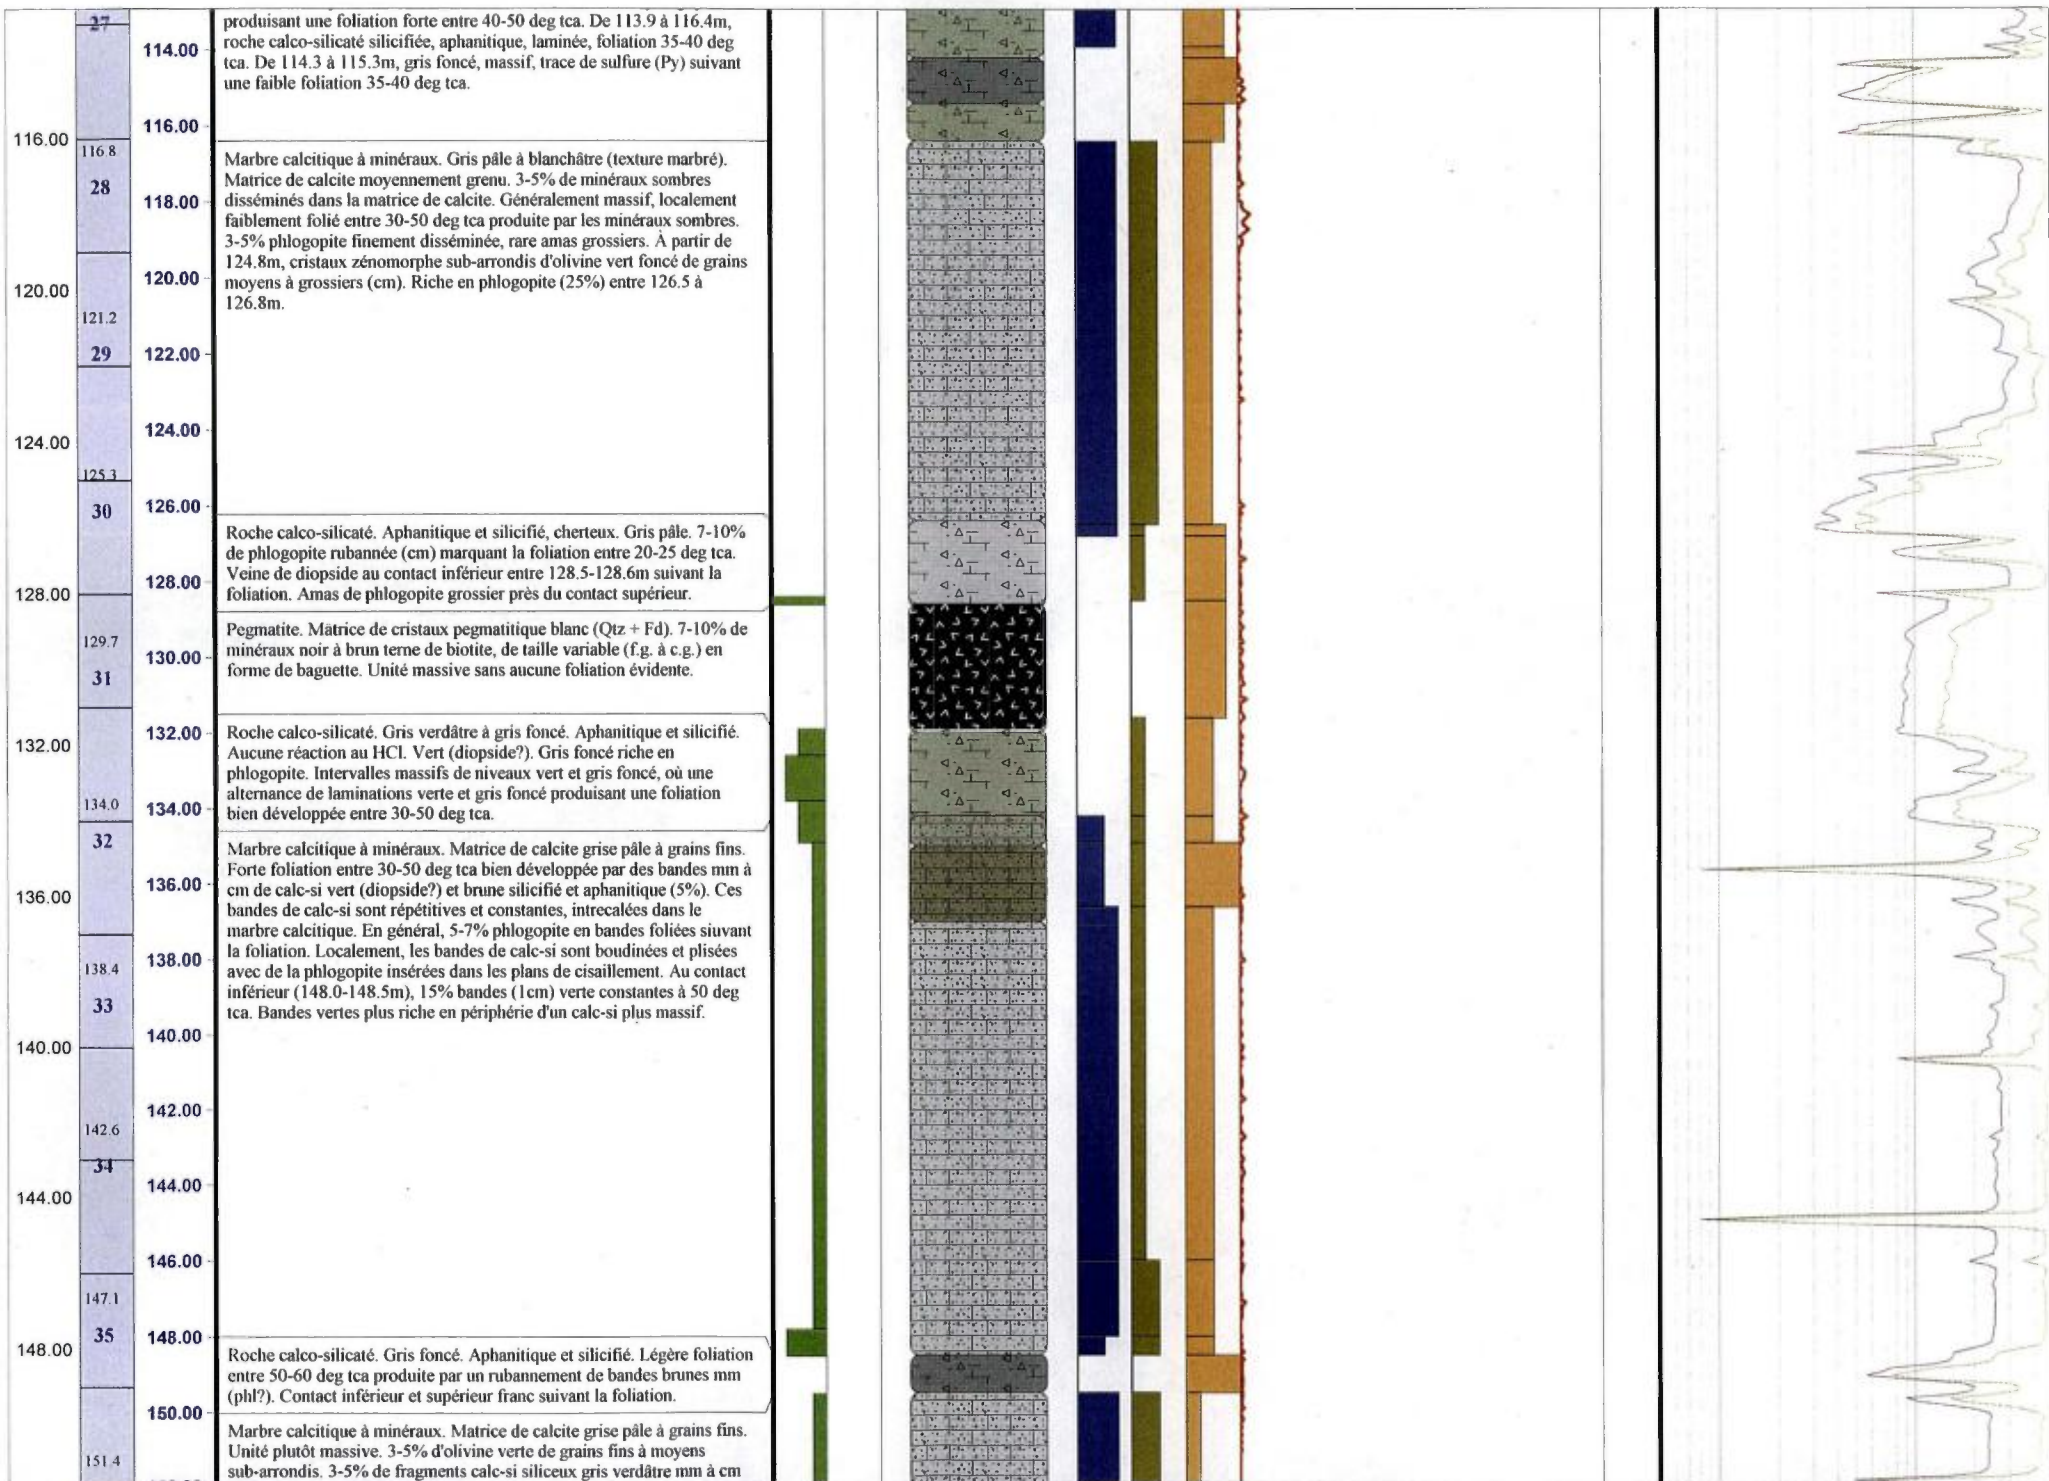 27
produisant une foliation forte entre 40-50 deg tca. De 113.9 à 116.4m,
roche calco-silicaté silicifiée, aphanitique, laminée, foliation 35-40 deg
tca. De 114.3 à 115.3m, gris foncé, massif, trace de sulfure (Py) suivant
une faible foliation 35-40 deg tca.
114.00
116.00
116.00
116.8
28
118.00
Marbre calcitique à minéraux. Gris pâle à blanchâtre (texture marbré).
Matrice de calcite moyennement grenu. 3-5% de minéraux sombres
disséminés dans la matrice de calcite. Généralement massif, localement
faiblement folié entre 30-50 deg tca produite par les minéraux sombres.
3-5% phlogopite finement disséminée, rare amas grossiers. À partir de
124.8m, cristaux zénomorphe sub-arrondis d'olivine vert foncé de grains
moyens à grossiers (cm). Riche en phlogopite (25%) entre 126.5 à
126.8m.
120.00
120.00
121.2
29
122.00
124.00
124.00
125.3
30
126.00
Roche calco-silicaté. Aphanitique et silicifié, cherteux. Gris pâle. 7-10%
de phlogopite rubannée (cm) marquant la foliation entre 20-25 deg tca.
Veine de diopside au contact inférieur entre 128.5-128.6m suivant la
foliation. Amas de phlogopite grossier près du contact supérieur.
128.00
128.00
129.7
130.00
31
Pegmatite. Matrice de cristaux pegmatitique blanc (Qtz + Fd). 7-10% de
minéraux noir à brun terne de biotite, de taille variable (f.g. à c.g.) en
forme de baguette. Unité massive sans aucune foliation évidente.
132.00
132.00
Roche calco-silicaté. Gris verdâtre à gris foncé. Aphanitique et silicifié.
Aucune réaction au HCl. Vert (diopside?). Gris foncé riche en
phlogopite. Intervalles massifs de niveaux vert et gris foncé, où une
alternance de laminations verte et gris foncé produisant une foliation
bien développée entre 30-50 deg tca.
134.0
134.00
32
Marbre calcitique à minéraux. Matrice de calcite grise pâle à grains fins.
Forte foliation entre 30-50 deg tca bien développée par des bandes mm à
cm de calc-si vert (diopside?) et brune silicifié et aphanitique (5%). Ces
bandes de calc-si sont répétitives et constantes, intrecalées dans le
marbre calcitique. En général, 5-7% phlogopite en bandes foliées siuvant
la foliation. Localement, les bandes de calc-si sont boudinées et plisées
avec de la phlogopite insérées dans les plans de cisaillement. Au contact
inférieur (148.0-148.5m), 15% bandes (1cm) verte constantes à 50 deg
tca. Bandes vertes plus riche en périphérie d'un calc-si plus massif.
136.00
136.00
138.4
138.00
33
140.00
140.00
142.6
142.00
34
144.00
144.00
146.00
147.1
35
148.00
148.00
Roche calco-silicaté. Gris foncé. Aphanitique et silicifié. Légère foliation
entre 50-60 deg tca produite par un rubannement de bandes brunes mm
(phl?). Contact inférieur et supérieur franc suivant la foliation.
150.00
151.4
Marbre calcitique à minéraux. Matrice de calcite grise pâle à grains fins.
Unité plutôt massive. 3-5% d'olivine verte de grains fins à moyens
sub-arrondis. 3-5% de fragments calc-si siliceux gris verdâtre mm à cm